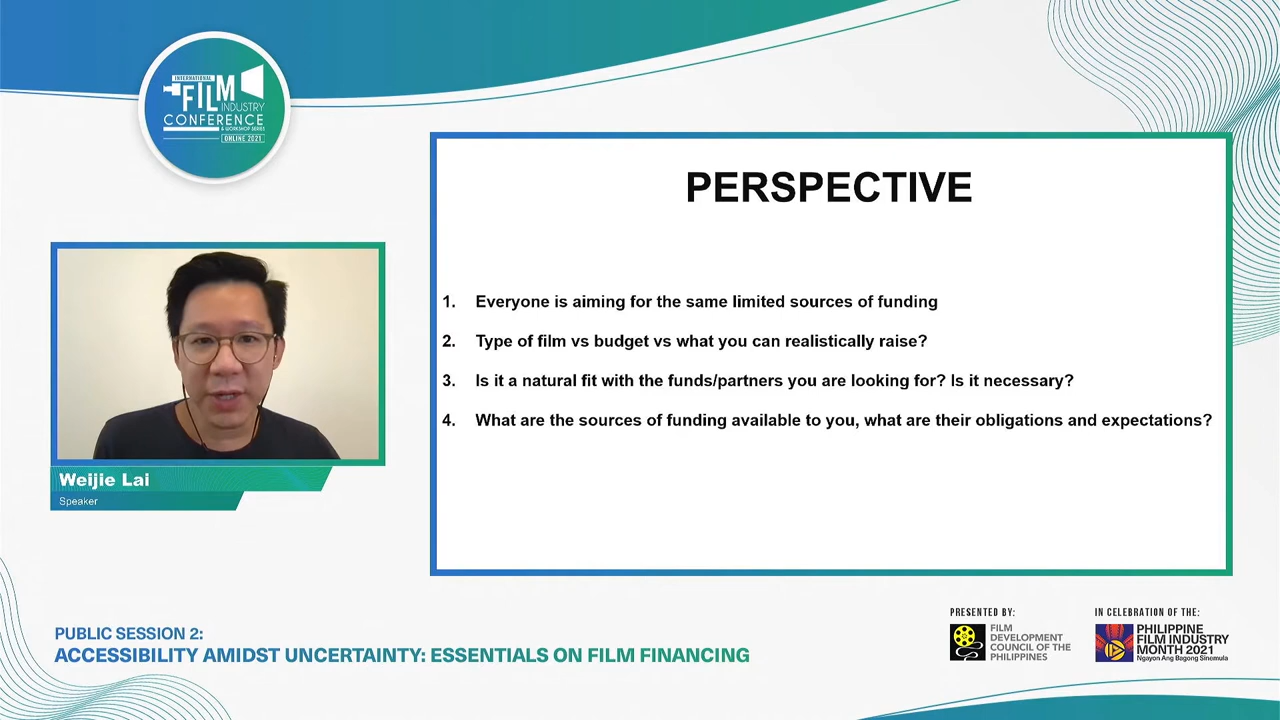 INTERNATIONAL
FILM
INDUSTRY
CONFERENCE
& WORKSHOP SERIES
ONLINE 2021
PERSPECTIVE
1. Everyone is aiming for the same limited sources of funding
2. Type of film vs budget vs what you can realistically raise?
3. Is it a natural fit with the funds/partners you are looking for? Is it necessary?
4. What are the sources of funding available to you, what are their obligations and expectations?
Weijie Lai
Speaker
PUBLIC SESSION 2:
ACCESSIBILITY AMIDST UNCERTAINTY: ESSENTIALS ON FILM FINANCING
PRESENTED BY:
FILM
DEVELOPMENT
COUNCIL OF THE
PHILIPPINES
IN CELEBRATION OF THE:
PHILIPPINE
FILM INDUSTRY
MONTH 2021
Ngayon Ang Bagong Sinemula